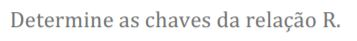 Determine as chaves da relação R.